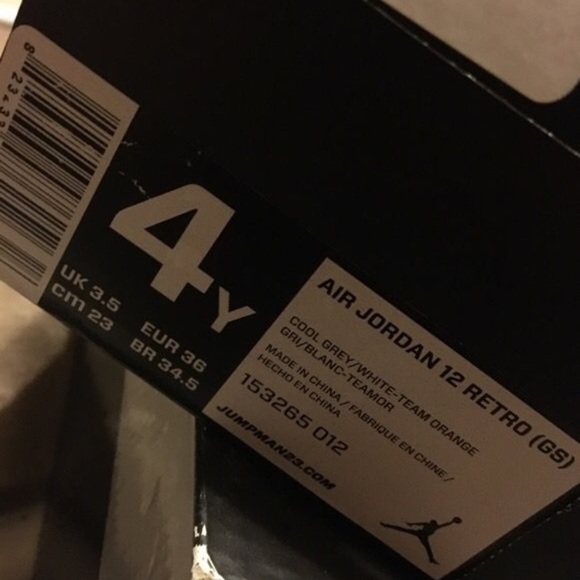 4Y
UK 3.5 EUR 36
cm 23 BR 34.5
AIR JORDAN 12 RETRO (GS)
COOL GREY/WHITE-TEAM ORANGE
GRI/BLANC-TEAMOR
MADE IN CHINA / FABRIQUE EN CHINE/
HECHO EN CHINA
153265 012
JUMPMAN23.COM